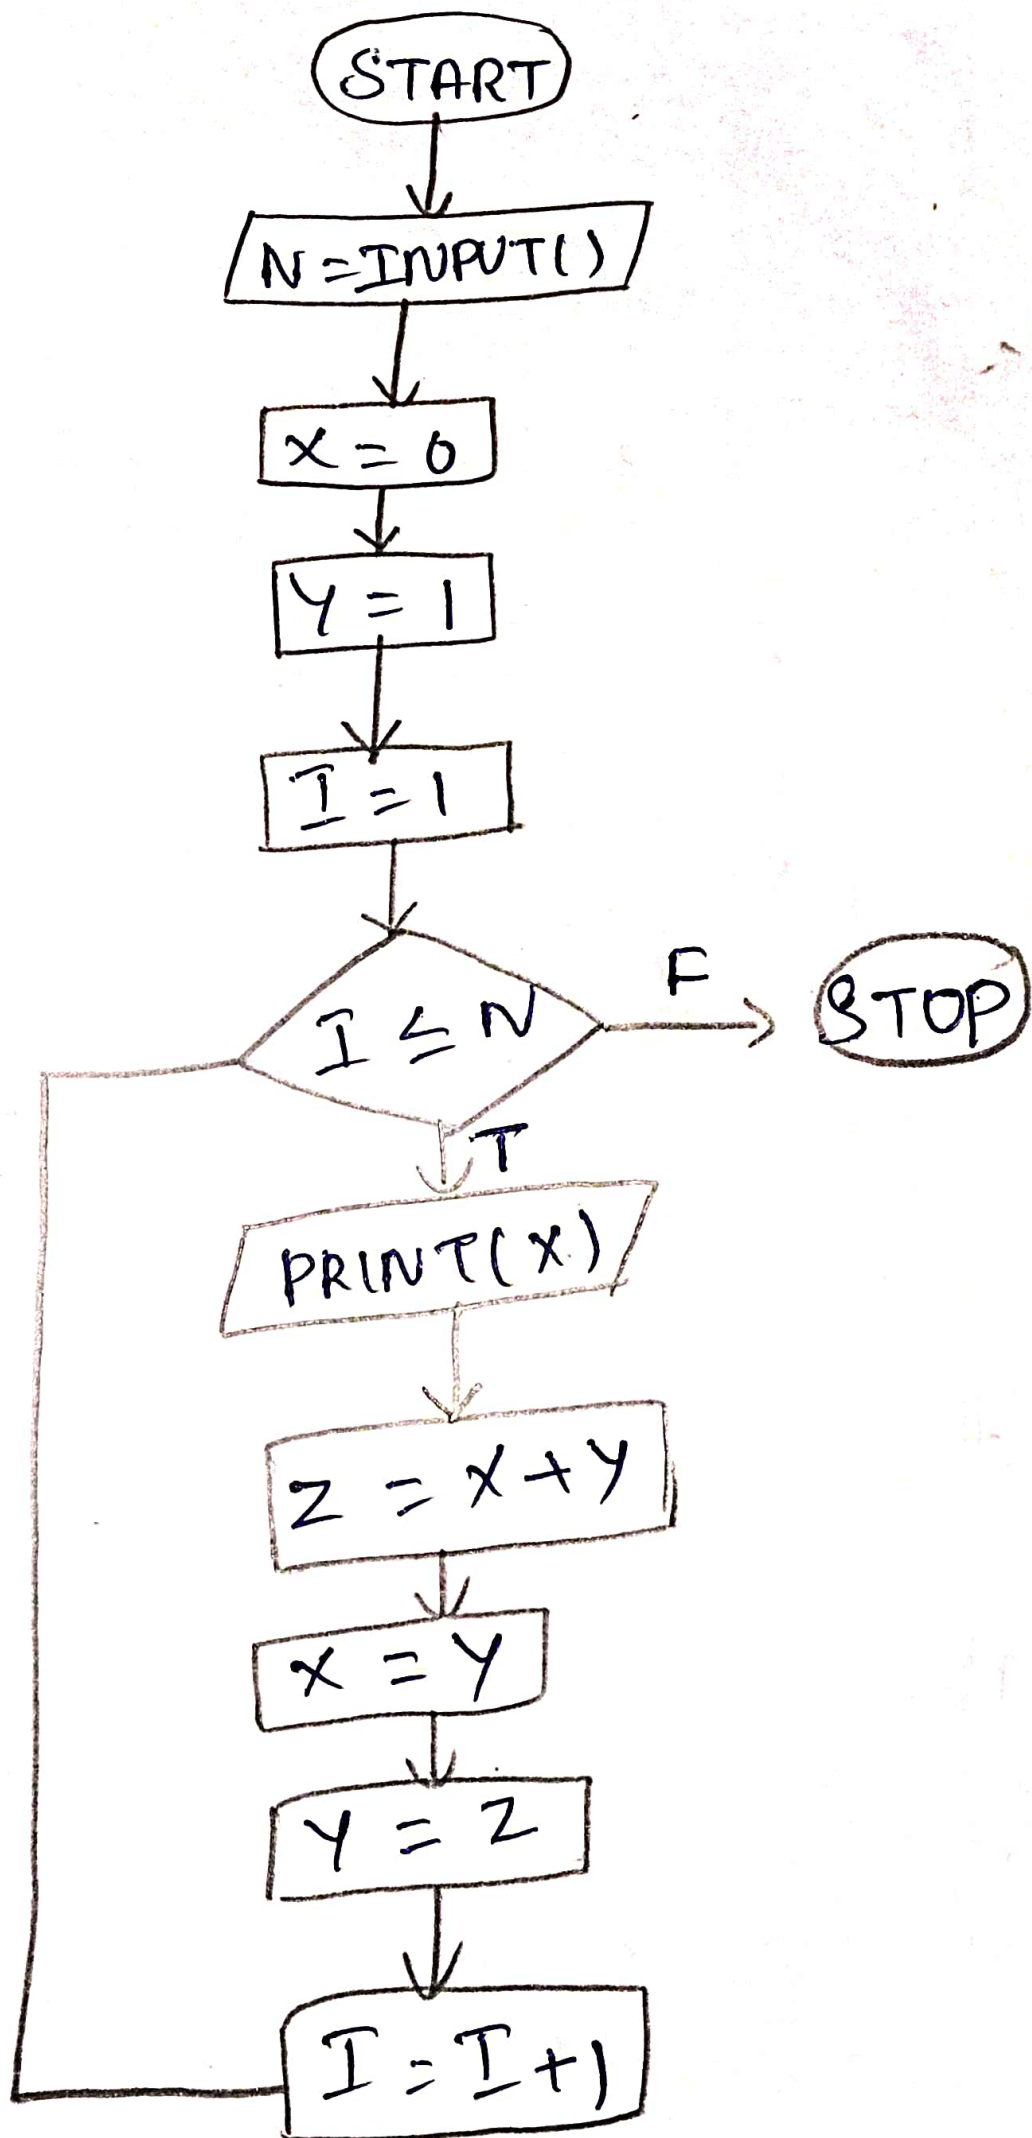 START
N=INPUT()
X = 0
Y = 1
I = 1
I ≤ N
F
STOP
T
PRINT(X)
Z = X+Y
X = Y
Y = Z
I = I+1